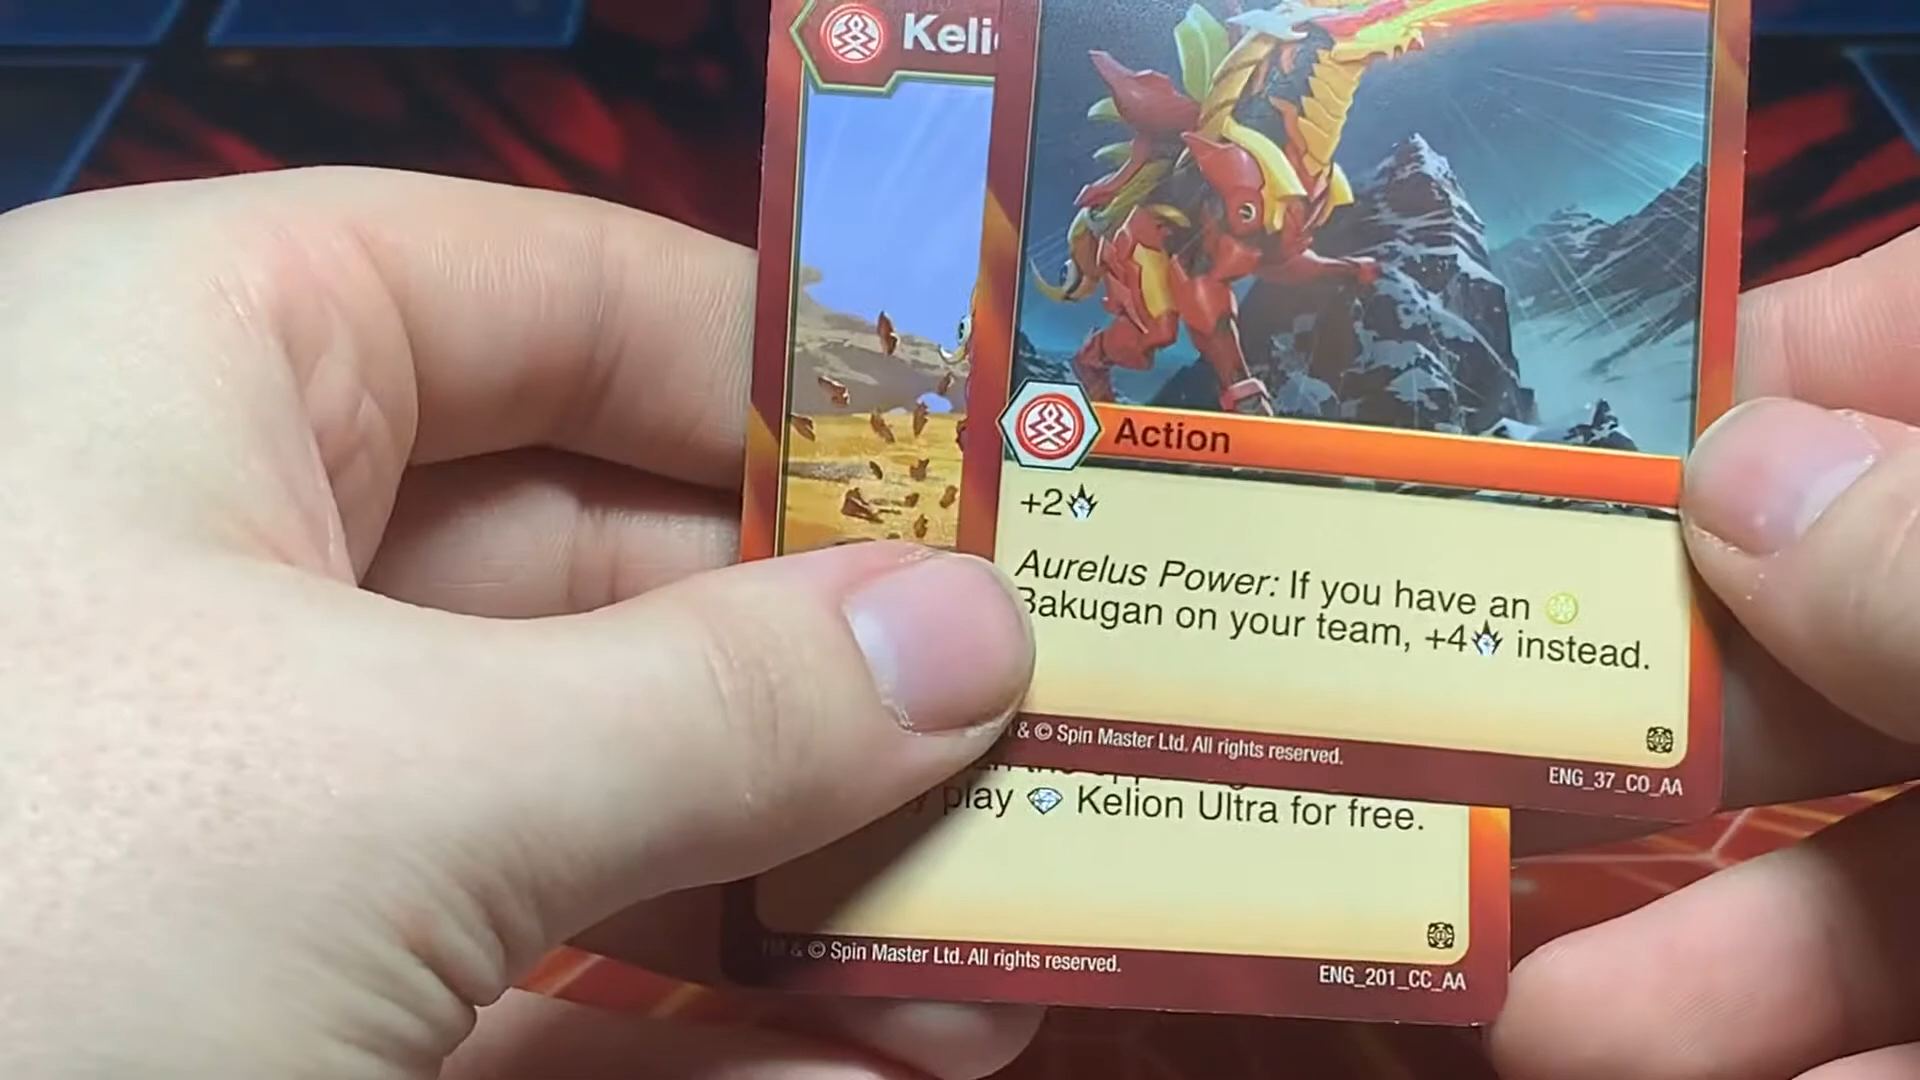 Keli
Action
+2
Aurelus Power: If you have an
Bakugan on your team, +4 instead.
& © Spin Master Ltd. All rights reserved.
ENG_37_CO_AA
play Kelion Ultra for free.
TM & © Spin Master Ltd. All rights reserved.
ENG_201_CC_AA